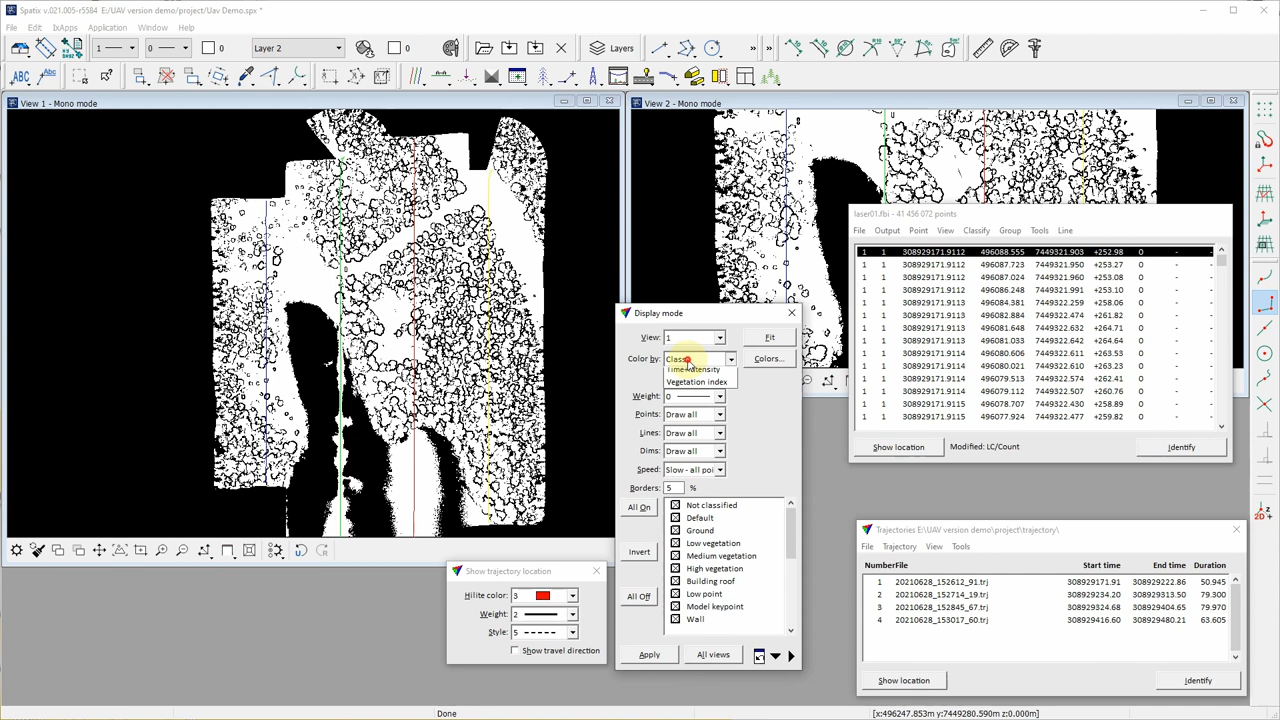 Spatix v.021.005-r5584 E:/UAV version demo/project/Uav Demo.spx *
File Edit TxApps Application Window Help
1 0 0 Layer 2 0 Layers
ABC Abc
View 1 - Mono mode
View 2 - Mono mode
laser01.fbi - 41 456 072 points
File Output Point View Classify Group Tools Line
1 1 308929171.9112 496088.555 7449321.903 +252.98 0 - -
1 1 308929171.9112 496087.723 7449321.950 +253.27 0 - -
1 1 308929171.9112 496087.024 7449321.960 +253.10 0 - -
1 1 308929171.9112 496086.248 7449321.991 +253.10 0 - -
1 1 308929171.9113 496084.381 7449322.259 +258.06 0 - -
1 1 308929171.9113 496082.884 7449322.474 +261.02 0 - -
1 1 308929171.9113 496081.648 7449322.631 +264.71 0 - -
1 1 308929171.9113 496081.033 7449322.641 +263.64 0 - -
1 1 308929171.9114 496080.606 7449322.611 +263.53 0 - -
1 1 308929171.9114 496080.021 7449322.610 +263.23 0 - -
1 1 308929171.9114 496079.513 7449322.574 +262.41 0 - -
1 1 308929171.9114 496079.112 7449322.507 +260.76 0 - -
1 1 308929171.9115 496078.707 7449322.430 +258.89 0 - -
1 1 308929171.9115 496077.924 7449322.477 +259.82 0 - -
Show location Modified: LC/Count Identify
Display mode
View: 1 Fit
Color by: Class Colors...
Time+intensity
Vegetation index
Weight: 0
Points: Draw all
Lines: Draw all
Dims: Draw all
Speed: Slow - all poi
Borders: 5 %
All On
Invert
All Off
Not classified
Default
Ground
Low vegetation
Medium vegetation
High vegetation
Building roof
Low point
Model keypoint
Wall
Apply All views
Show trajectory location
Hilite color: 3
Weight: 2
Style: 5
Show travel direction
Trajectories E:\UAV version demo\project\trajectory\
File Trajectory View Tools
Number File Start time End time Duration
1 20210628_152612_91.trj 308929171.91 308929222.86 50.945
2 20210628_152714_19.trj 308929234.20 308929313.50 79.300
3 20210628_152845_67.trj 308929324.68 308929404.65 79.970
4 20210628_153017_60.trj 308929416.60 308929480.21 63.605
Show location Identify
Done [x:496247.853m y:7449280.590m z:0.000m]